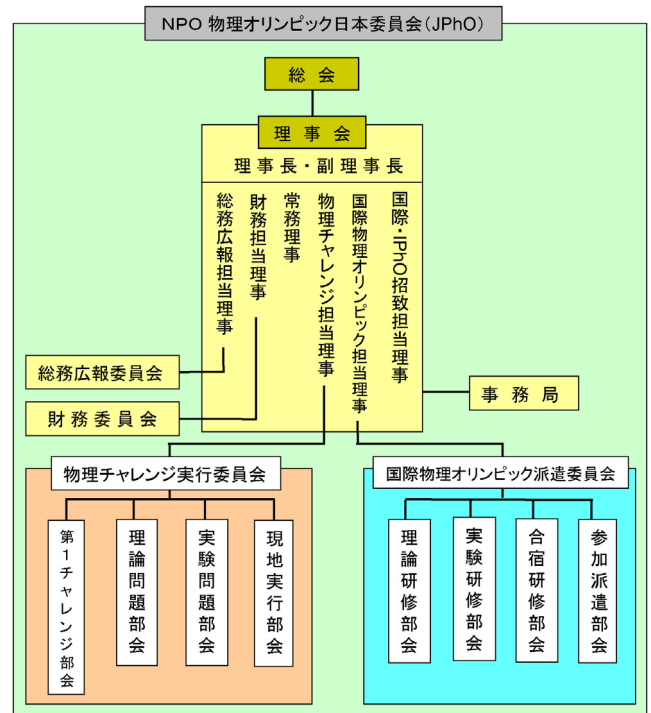 NPO 物理オリンピック日本委員会(JPhO)
総会
理事会
理事長・副理事長
総務広報担当理事
財務担当理事
常務理事
物理チャレンジ担当理事
国際物理オリンピック担当理事
国際・IPhO招致担当理事
総務広報委員会
財務委員会
事務局
物理チャレンジ実行委員会
第1チャレンジ部会
理論問題部会
実験問題部会
現地実行部会
国際物理オリンピック派遣委員会
理論研修部会
実験研修部会
合宿研修部会
参加派遣部会